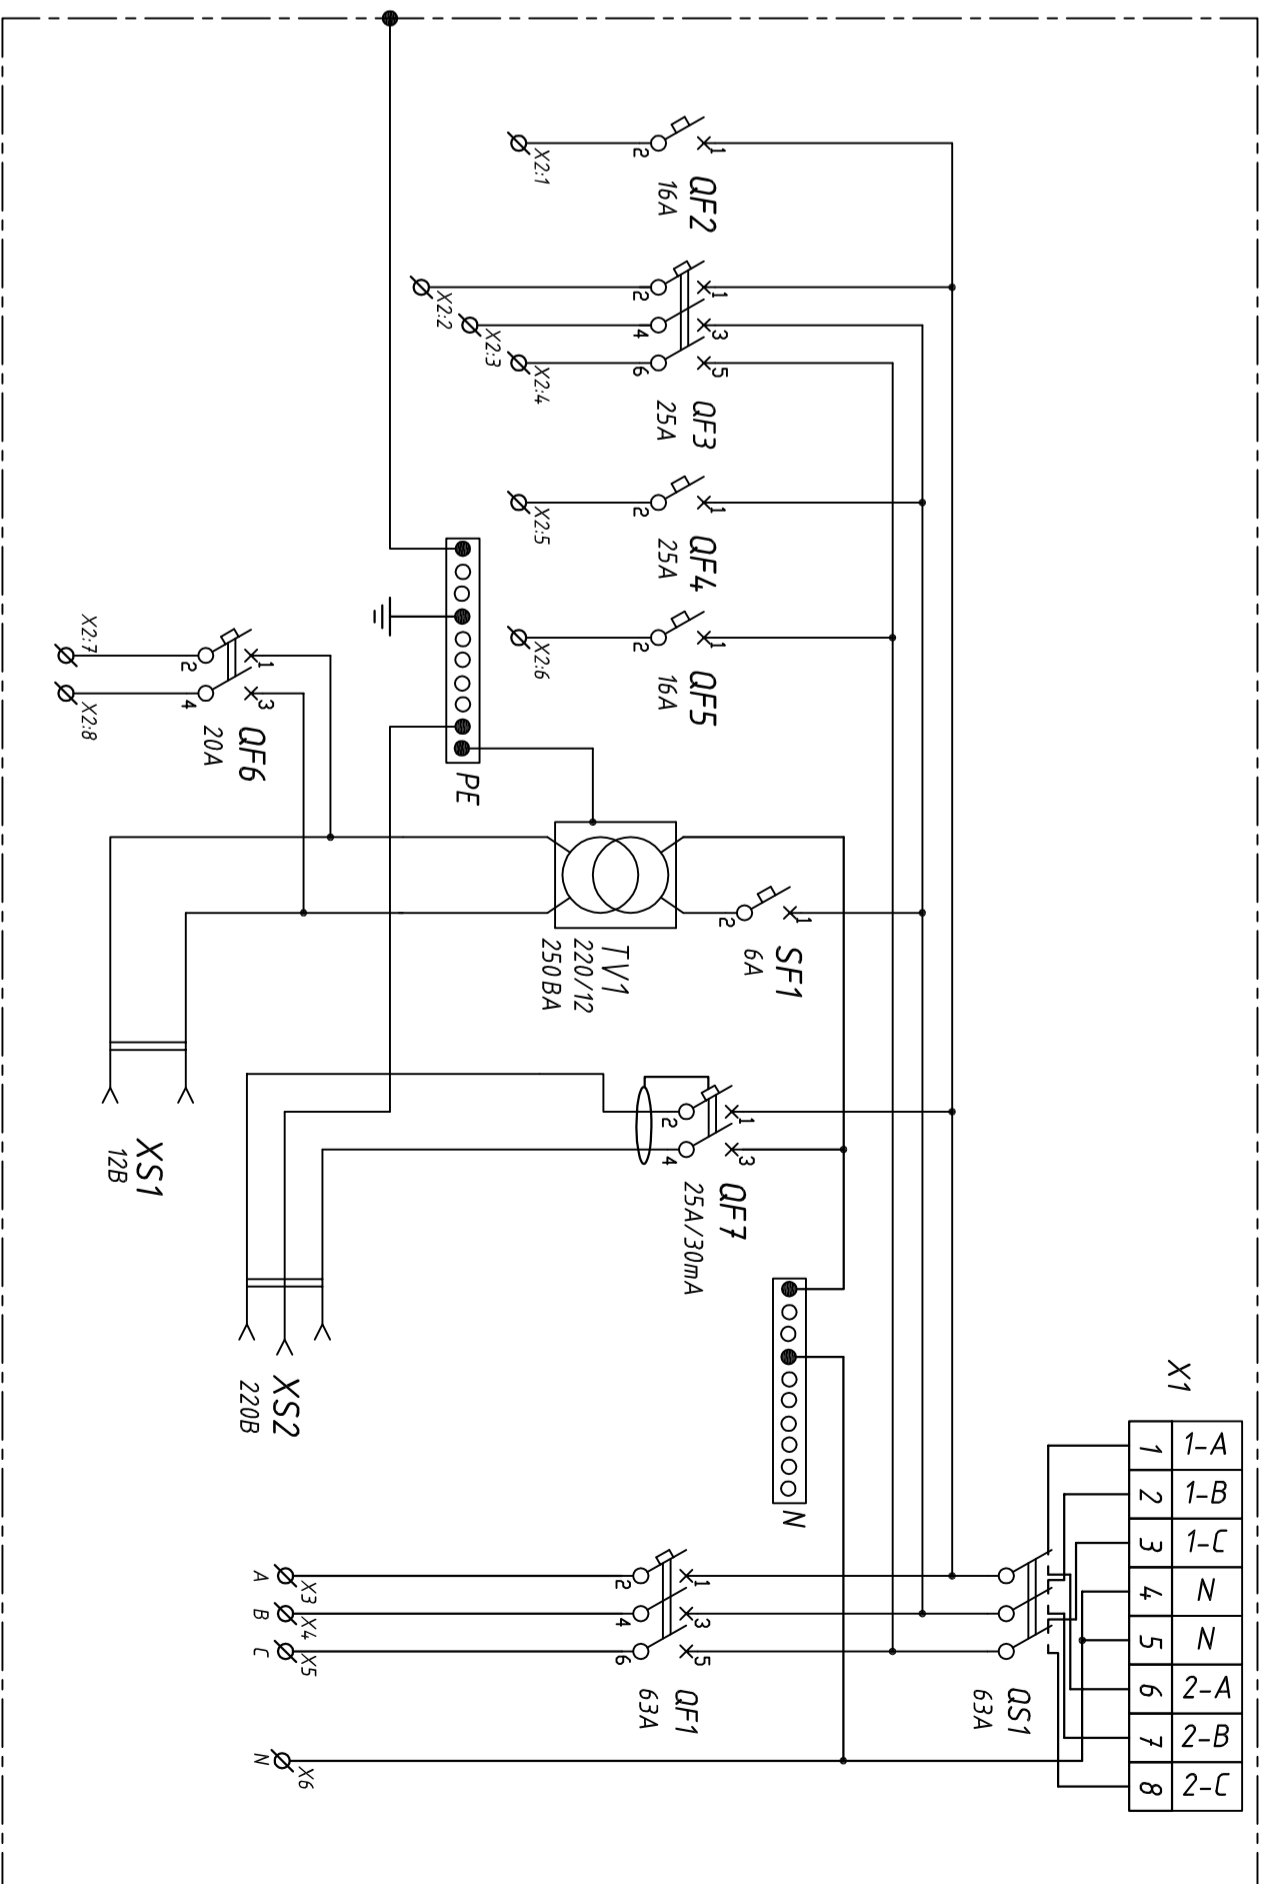 X1
1-A
1-B
1-C
N
N
2-A
2-B
2-C
1
2
3
4
5
6
7
8
QS1
63A
QF2
16A
1
2
X2:1
QF3
25A
1
3
5
2
4
6
X2:2
X2:3
X2:4
QF4
25A
1
2
X2:5
QF5
16A
1
2
X2:6
SF1
6A
1
2
TV1
220/12
250ВА
QF7
25A/30mA
1
3
2
4
N
QF1
63A
1
3
5
2
4
6
PE
QF6
20A
1
3
2
4
X2:7
X2:8
XS1
12В
XS2
220В
X3
X4
X5
X6
A
B
C
N